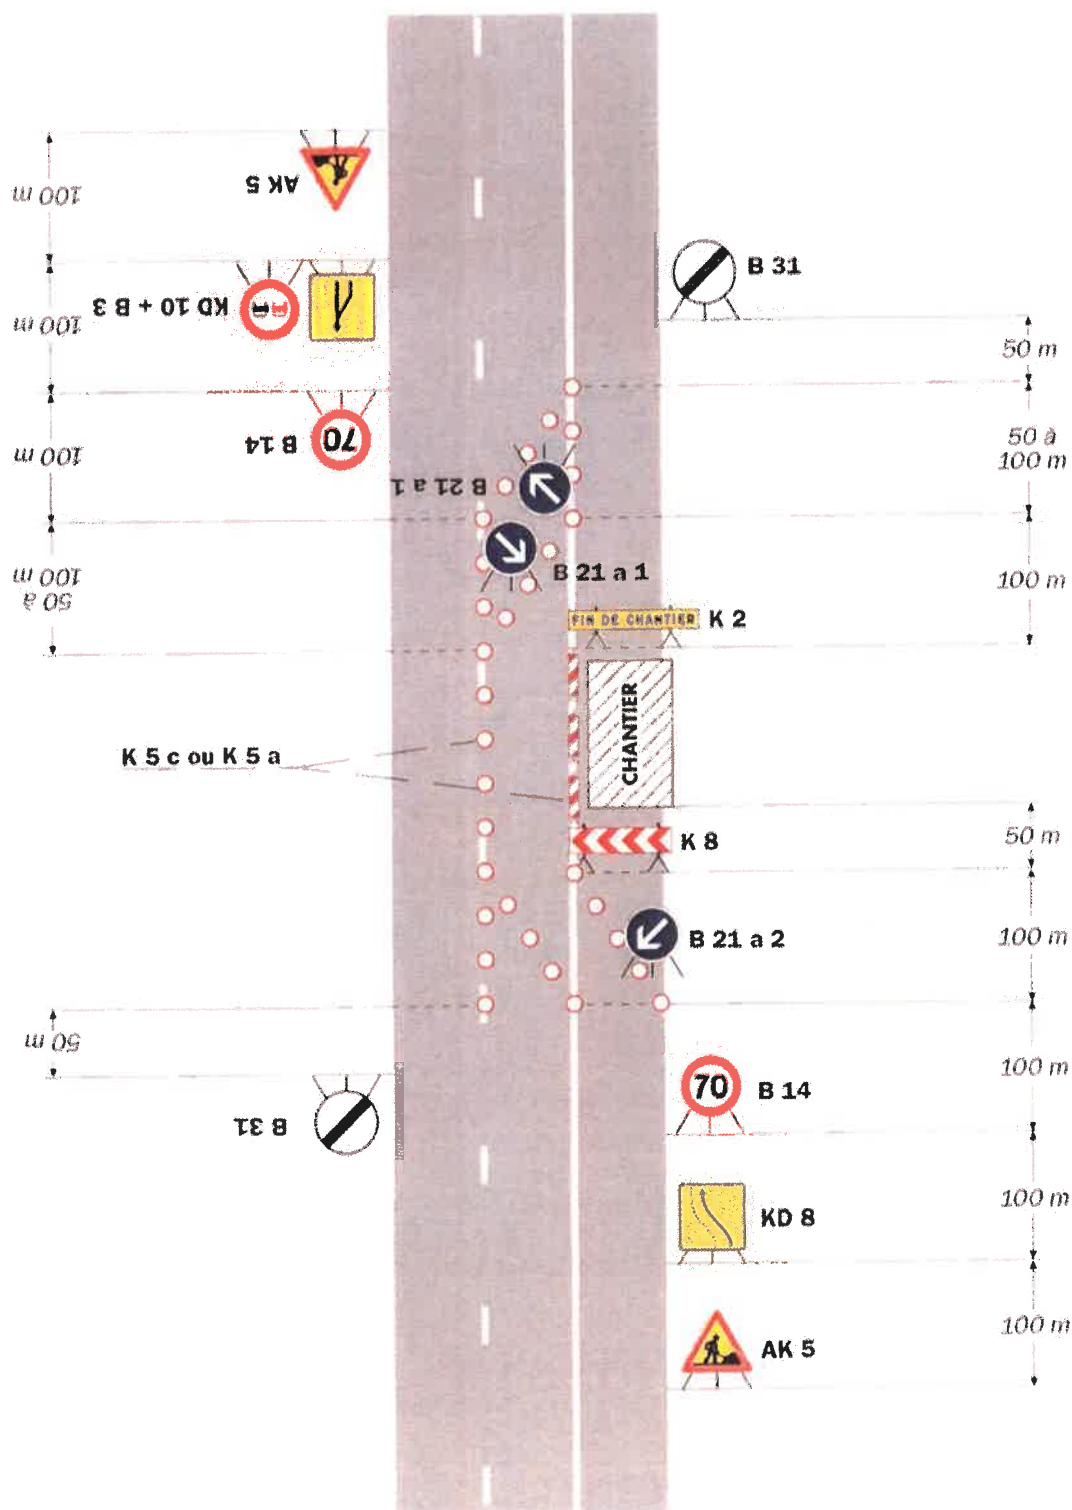 AK 5
100 m
KD 10 + B 3
100 m
70
B 14
100 m
B 21 a 1
50 à
100 m
B 31
50 m
50 à
100 m
B 21 a 1
100 m
FIN DE CHANTIER
K 2
CHANTIER
K 5 c ou K 5 a
K 8
50 m
B 21 a 2
100 m
50 m
B 31
70
B 14
100 m
KD 8
100 m
AK 5
100 m